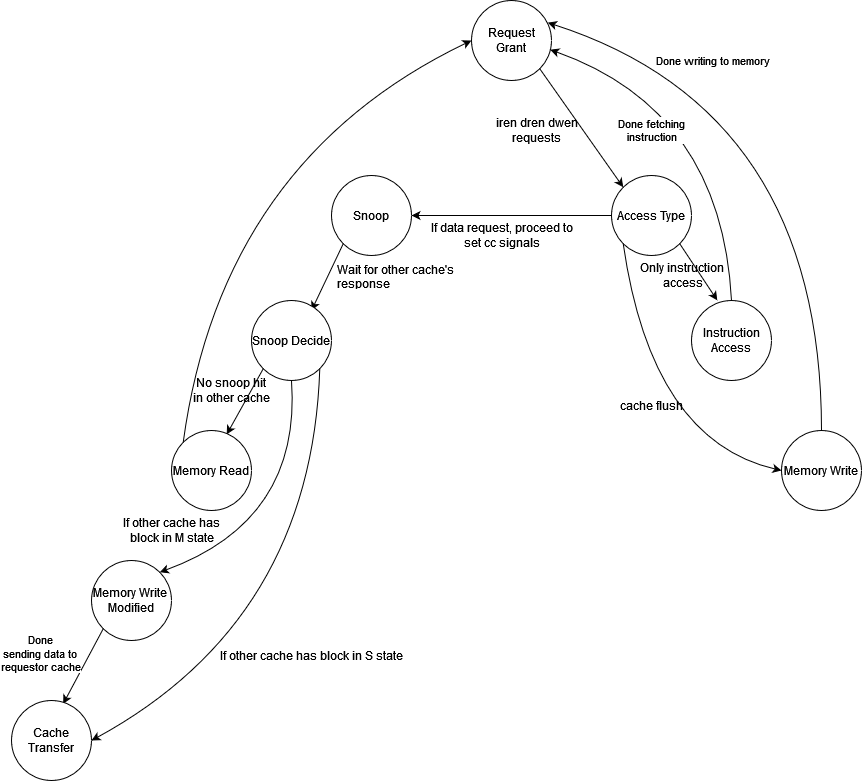 Request
Grant
Done writing to memory
iren dren dwen
requests
Done fetching
instruction
Snoop
Access Type
If data request, proceed to
set cc signals
Wait for other cache's
response
Only instruction
access
Snoop Decide
Instruction
Access
No snoop hit
in other cache
cache flush
Memory Read
Memory Write
If other cache has
block in M state
Memory Write
Modified
Done
sending data to
requestor cache
If other cache has block in S state
Cache
Transfer